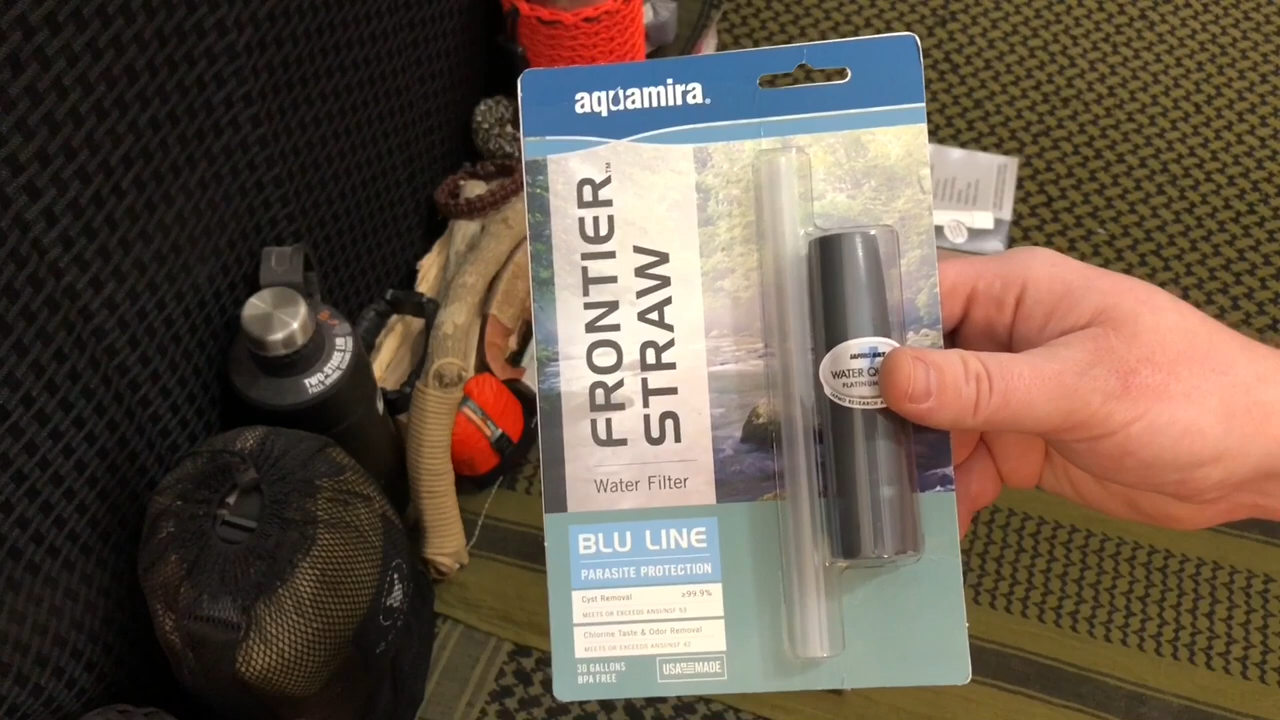 aquamira®
FRONTIER™
STRAW
Water Filter
BLU LINE
PARASITE PROTECTION
Cyst Removal ≥99.9%
MEETS OR EXCEEDS ANSI/NSF 53
Chlorine Taste & Odor Removal
MEETS OR EXCEEDS ANSI/NSF 42
30 GALLONS
BPA FREE
USA MADE
WATER
PLATINUM
TWO-STAGE LID